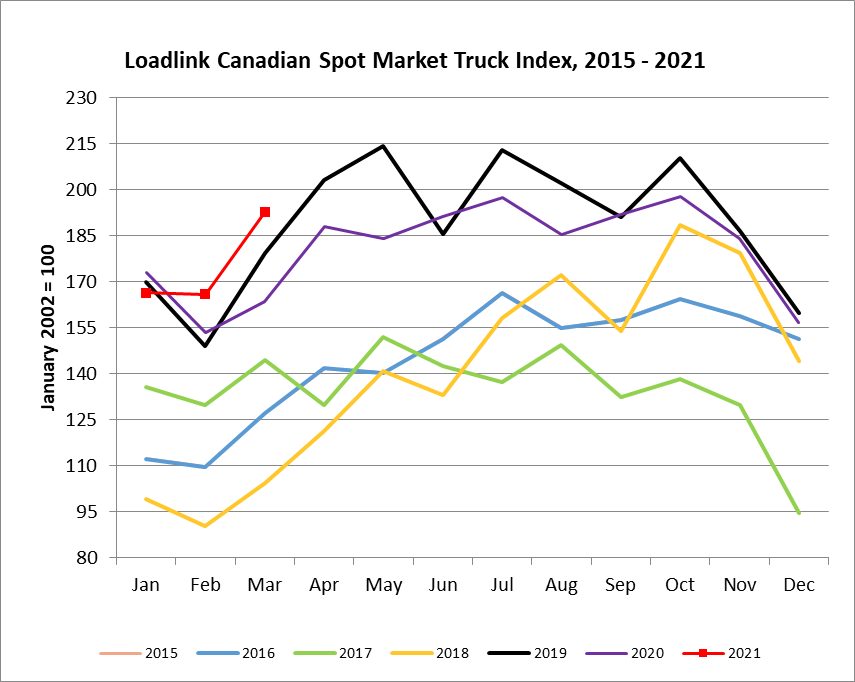 Loadlink Canadian Spot Market Truck Index, 2015 - 2021
January 2002 = 100
230
215
200
185
170
155
140
125
110
95
80
Jan Feb Mar Apr May Jun Jul Aug Sep Oct Nov Dec
2015 2016 2017 2018 2019 2020 2021